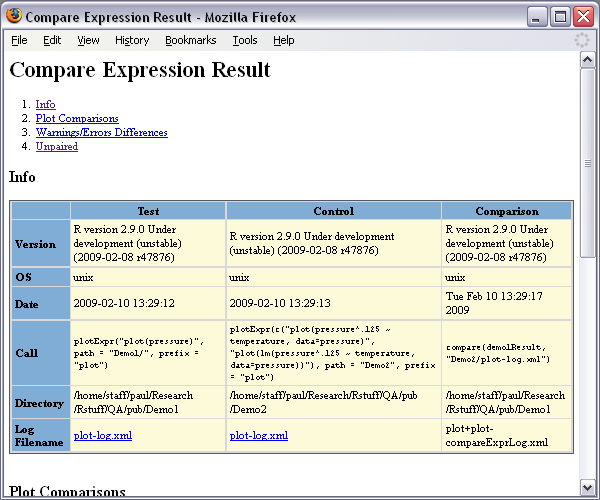 Compare Expression Result - Mozilla Firefox
File Edit View History Bookmarks Tools Help
Compare Expression Result
1. Info
2. Plot Comparisons
3. Warnings/Errors Differences
4. Unpaired
Info
Test Control Comparison
Version
R version 2.9.0 Under
development (unstable)
(2009-02-08 r47876)
R version 2.9.0 Under development
(unstable) (2009-02-08 r47876)
R version 2.9.0 Under
development (unstable)
(2009-02-08 r47876)
OS unix unix unix
Date
2009-02-10 13:29:12
2009-02-10 13:29:13
Tue Feb 10 13:29:17
2009
Call
plotExpr("plot(pressure)",
path = "Demo1/", prefix =
"plot")
plotExpr(c("plot(pressure^.125 ~
temperature, data=pressure)",
"plot(lm(pressure^.125 ~ temperature,
data=pressure))"), path = "Demo2", prefix
= "plot")
compare(demo1Result,
"Demo2/plot-log.xml")
Directory
/home/staff/paul/Research
/Rstuff/QA/pub/Demo1
/home/staff/paul/Research/Rstuff/QA/pub
/Demo2
/home/staff/paul/Research
/Rstuff/QA/pub/Demo1
Log
Filename
plot-log.xml
plot-log.xml
plot+plot-
compareExprLog.xml
Plot Comparisons